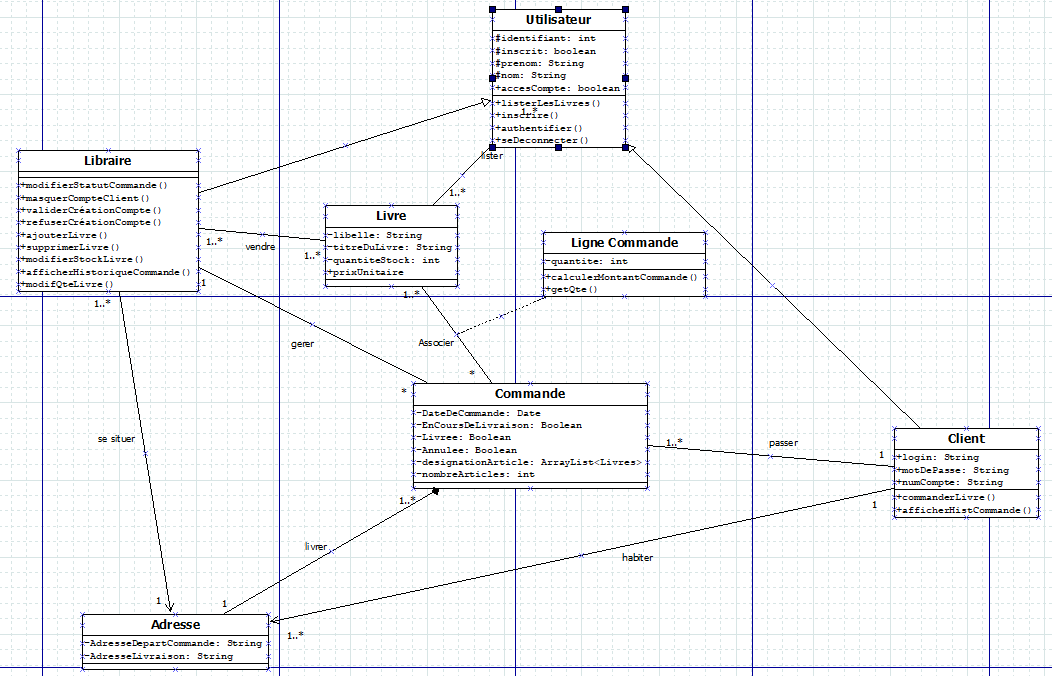 Utilisateur
#identifiant: int
#inscrit: boolean
#prenom: String
#nom: String
+accesCompte: boolean
+listerLesLivres()
1..*
+inscrire()
+authentifier()
+seDeconnecter()
lister
1..*
Libraire
+modifierStatutCommande()
+masquerCompteClient()
+validerCréationCompte()
+refuserCréationCompte()
+ajouterLivre()
+supprimerLivre()
+modifierStockLivre()
+afficherHistoriqueCommande()
+modifQteLivre()
1..*
vendre
1..*
Livre
-libelle: String
-titreDuLivre: String
-quantiteStock: int
+prixUnitaire
Ligne Commande
-quantite: int
+calculerMontantCommande()
+getQte()
1
1..*
1..*
gerer
Associer
*
*
Commande
-DateDeCommande: Date
-EnCoursDeLivraison: Boolean
-Livree: Boolean
-Annulee: Boolean
-designationArticle: ArrayList<Livres>
-nombreArticles: int
1..*
passer
1
Client
+login: String
+motDePasse: String
+numCompte: String
+commanderLivre()
+afficherHistCommande()
se situer
1..*
1
livrer
habiter
1
1
1..*
Adresse
-AdresseDepartCommande: String
-AdresseLivraison: String